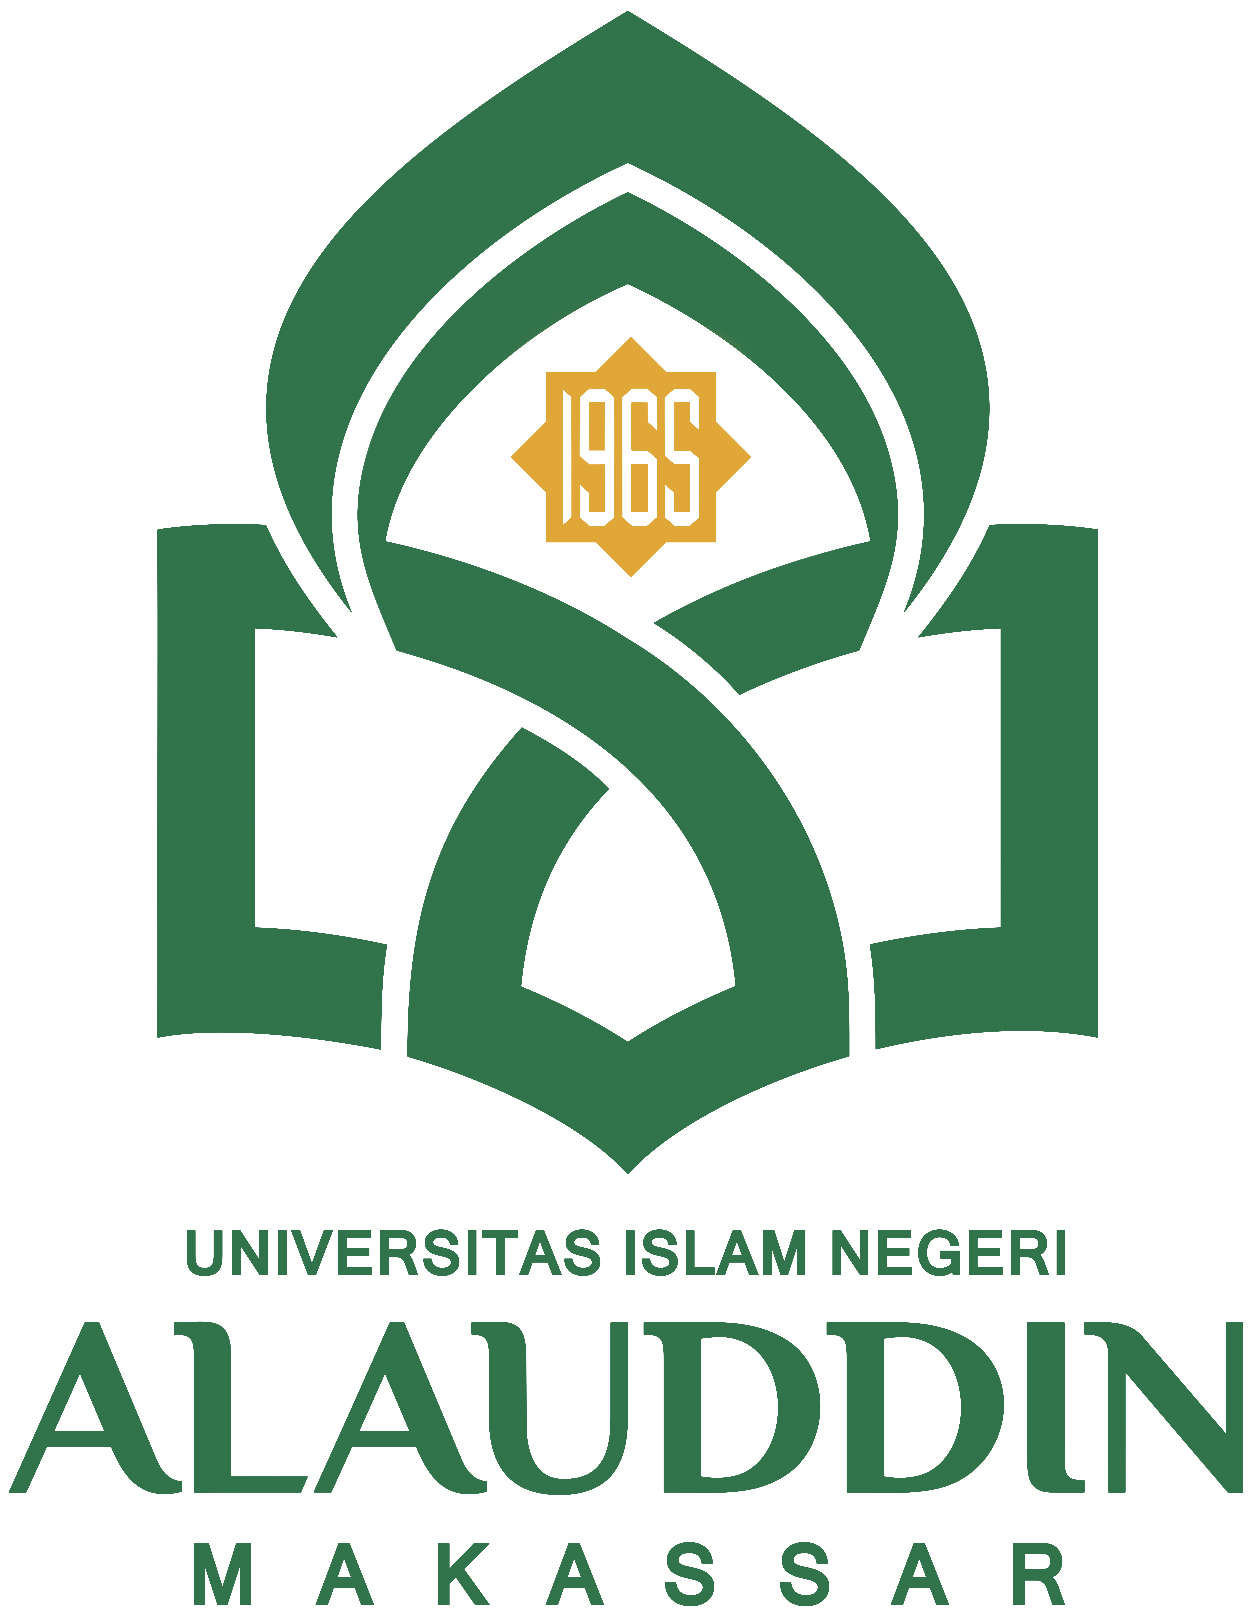 1965
UNIVERSITAS ISLAM NEGERI
ALAUDDIN
MAKASSAR